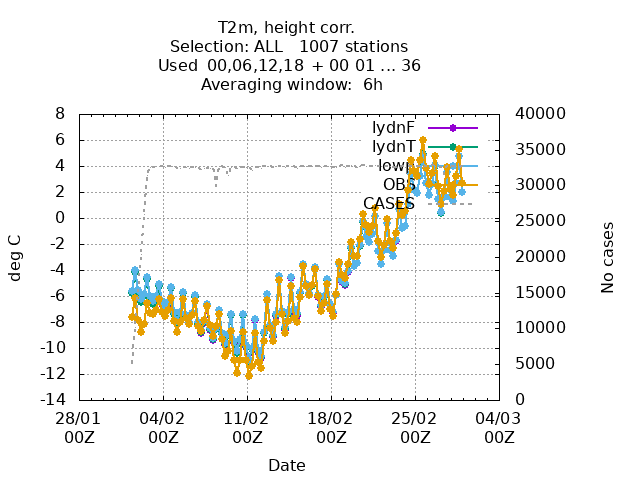 T2m, height corr.
Selection: ALL   1007 stations
Used  00,06,12,18 + 00 01 ... 36
Averaging window:  6h
8
6
4
2
0
-2
-4
-6
-8
-10
-12
-14
40000
35000
30000
25000
20000
15000
10000
5000
0
lydnF
lydnT
lowp
OBS
CASES
deg C
No cases
28/01 04/02 11/02 18/02 25/02 04/03
00Z 00Z 00Z 00Z 00Z 00Z
Date